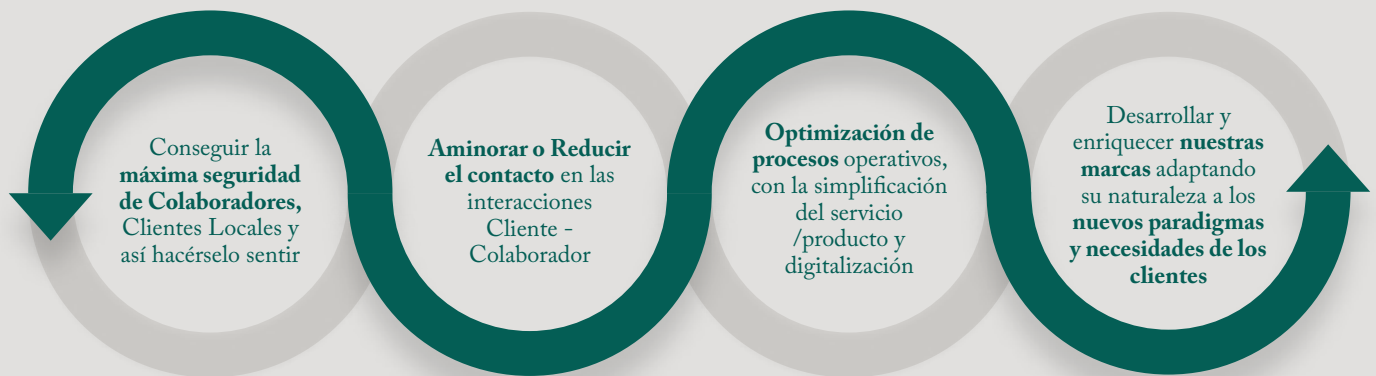 Conseguir la
máxima seguridad
de Colaboradores,
Clientes Locales y
así hacérselo sentir
Aminorar o Reducir
el contacto en las
interacciones
Cliente -
Colaborador
Optimización de
procesos operativos,
con la simplificación
del servicio
/producto y
digitalización
Desarrollar y
enriquecer nuestras
marcas adaptando
su naturaleza a los
nuevos paradigmas
y necesidades de los
clientes